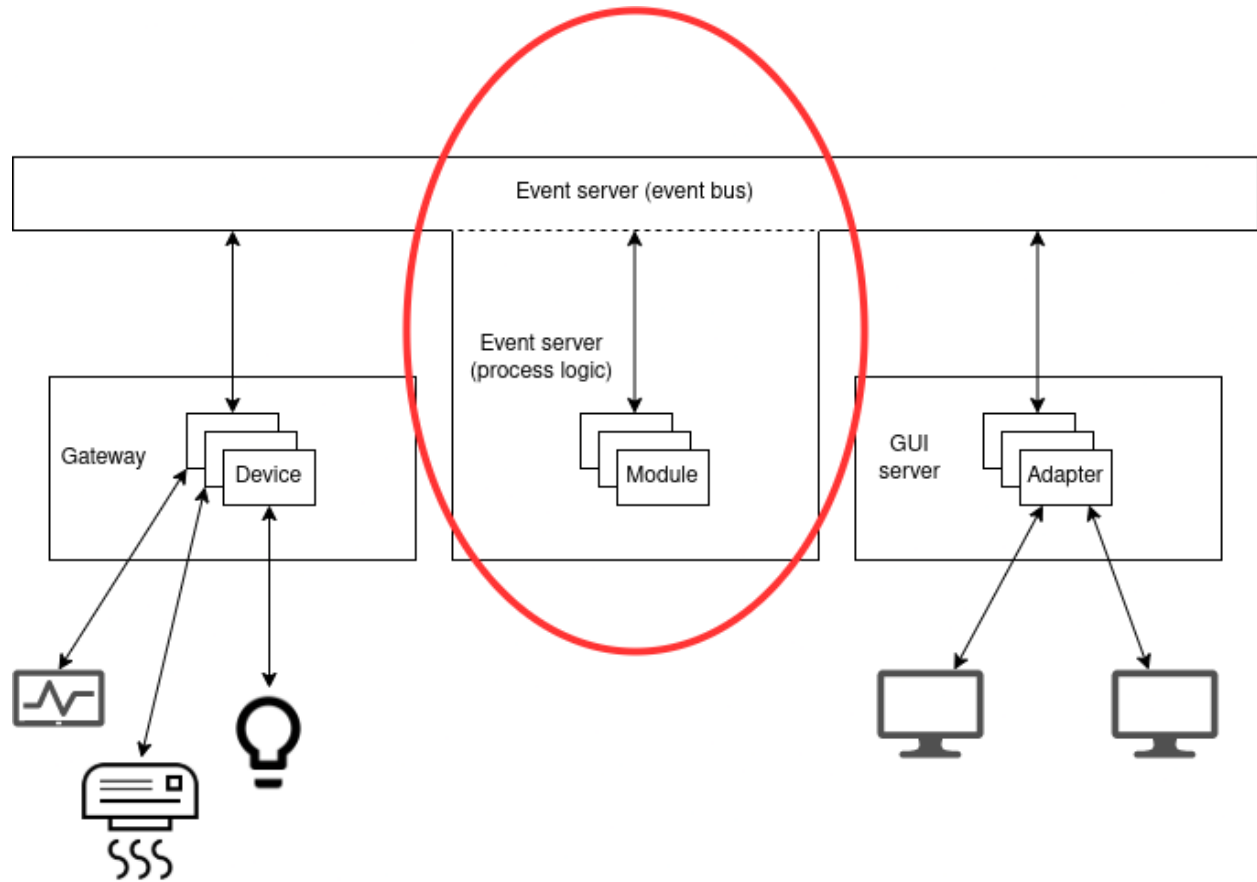 Event server (event bus)
Event server
(process logic)
Gateway
Device
Module
GUI
server
Adapter